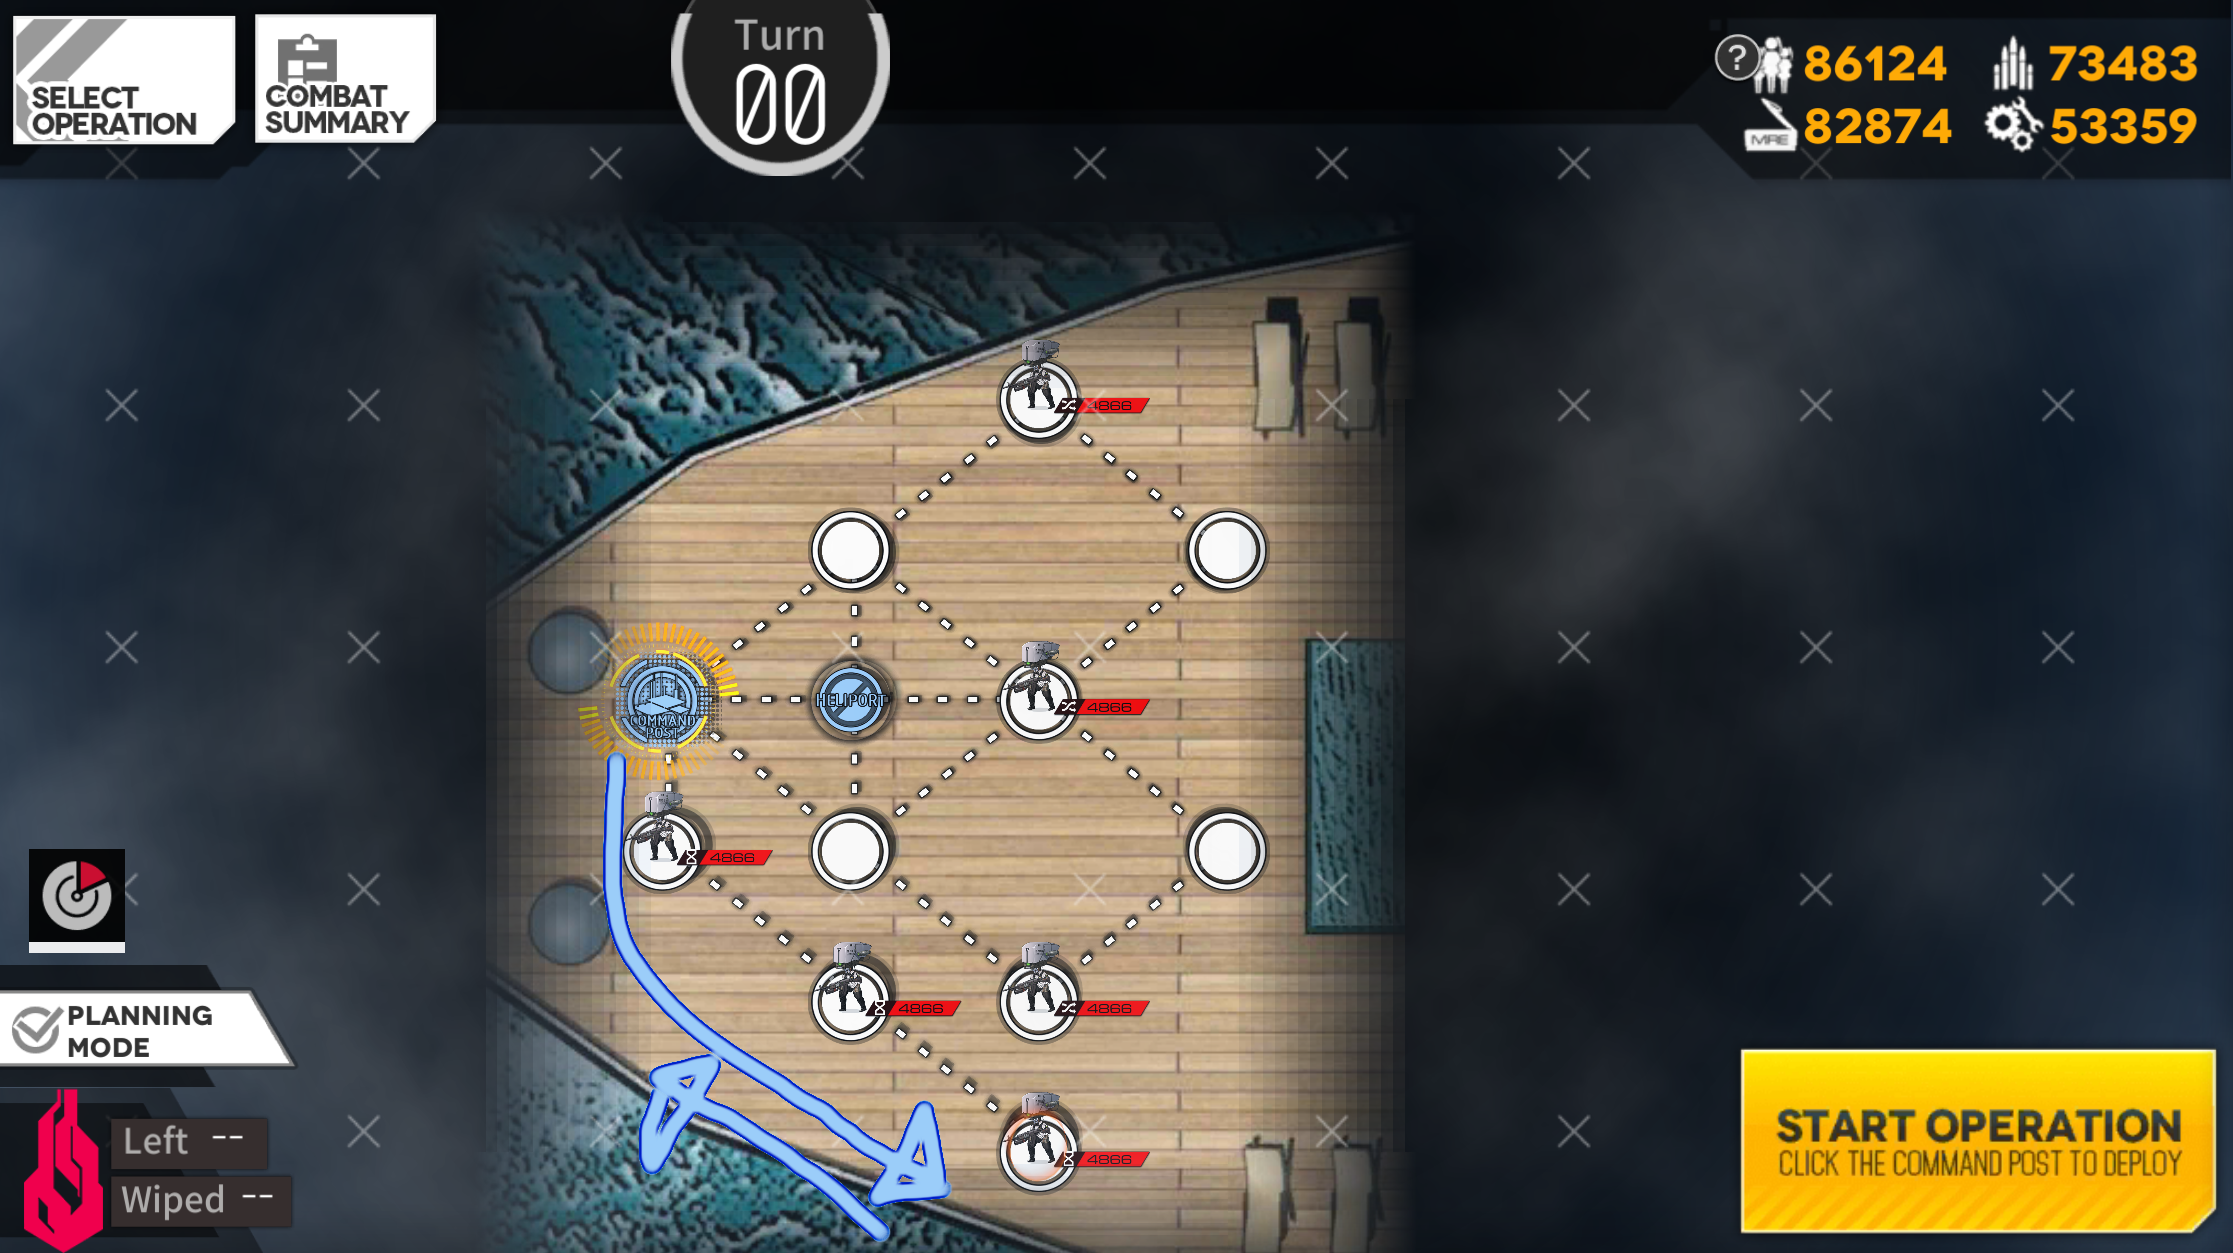 SELECT
OPERATION
COMBAT
SUMMARY
Turn
00
?
86124
73483
MRE
82874
53359
4866
COMMAND
POST
HELIPORT
4866
4866
4866
4866
4866
PLANNING
MODE
Left --
Wiped --
START OPERATION
CLICK THE COMMAND POST TO DEPLOY